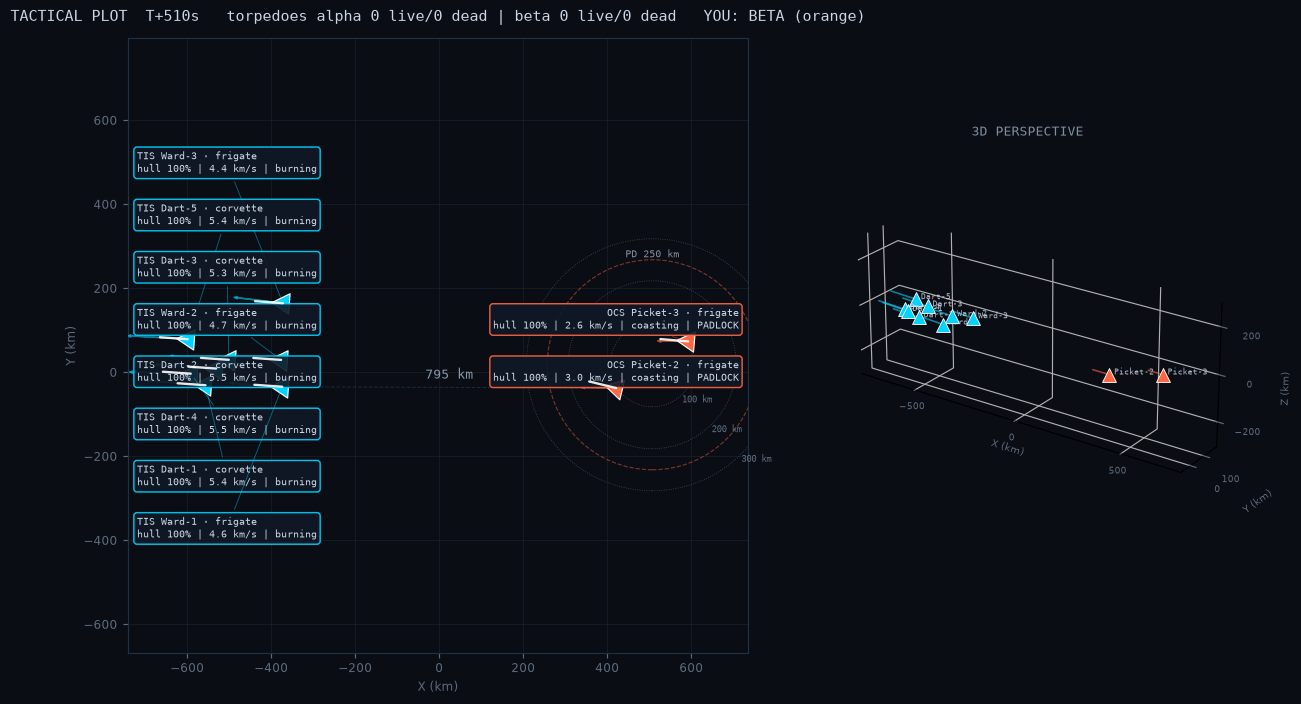 TACTICAL PLOT  T+510s   torpedoes alpha 0 live/0 dead | beta 0 live/0 dead   YOU: BETA (orange)
3D PERSPECTIVE
600
400
200
0
−200
−400
−600
Y (km)
−600
−400
−200
0
200
400
600
X (km)
TIS Ward-3 · frigate
hull 100% | 4.4 km/s | burning
TIS Dart-5 · corvette
hull 100% | 5.4 km/s | burning
TIS Dart-3 · corvette
hull 100% | 5.3 km/s | burning
TIS Ward-2 · frigate
hull 100% | 4.7 km/s | burning
TIS Dart-2 · corvette
hull 100% | 5.5 km/s | burning
TIS Dart-4 · corvette
hull 100% | 5.5 km/s | burning
TIS Dart-1 · corvette
hull 100% | 5.4 km/s | burning
TIS Ward-1 · frigate
hull 100% | 4.6 km/s | burning
795 km
PD 250 km
OCS Picket-3 · frigate
hull 100% | 2.6 km/s | coasting | PADLOCK
OCS Picket-2 · frigate
hull 100% | 3.0 km/s | coasting | PADLOCK
100 km
200 km
300 km
Dart-5
Dart-3
Ward-3
Picket-2
Picket-3
−500
0
500
X (km)
200
0
−200
Z (km)
100
0
Y (km)